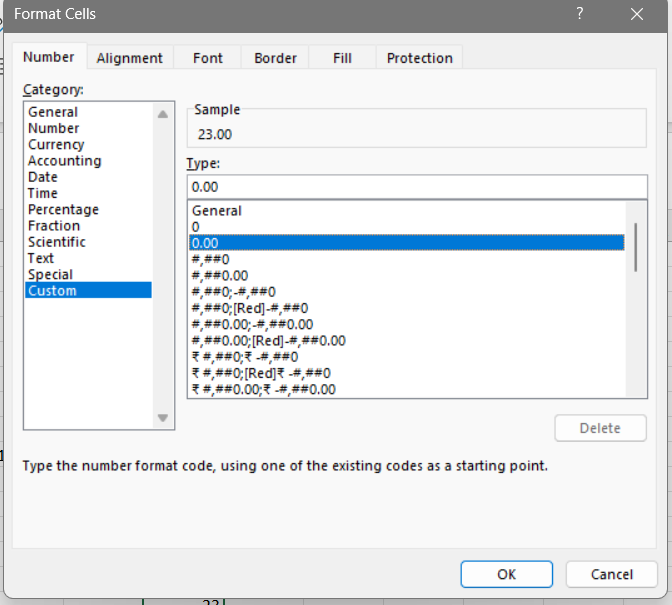 Format Cells ?
Number Alignment Font Border Fill Protection
Category:
General
Number
Currency
Accounting
Date
Time
Percentage
Fraction
Scientific
Text
Special
Custom
Sample
23.00
Type:
0.00
General
0
0.00
#,##0
#,##0.00
#,##0;-#,##0
#,##0;[Red]-#,##0
#,##0.00;-#,##0.00
#,##0.00;[Red]-#,##0.00
₹ #,##0;₹ -#,##0
₹ #,##0;[Red]₹ -#,##0
₹ #,##0.00;₹ -#,##0.00
Delete
Type the number format code, using one of the existing codes as a starting point.
OK Cancel